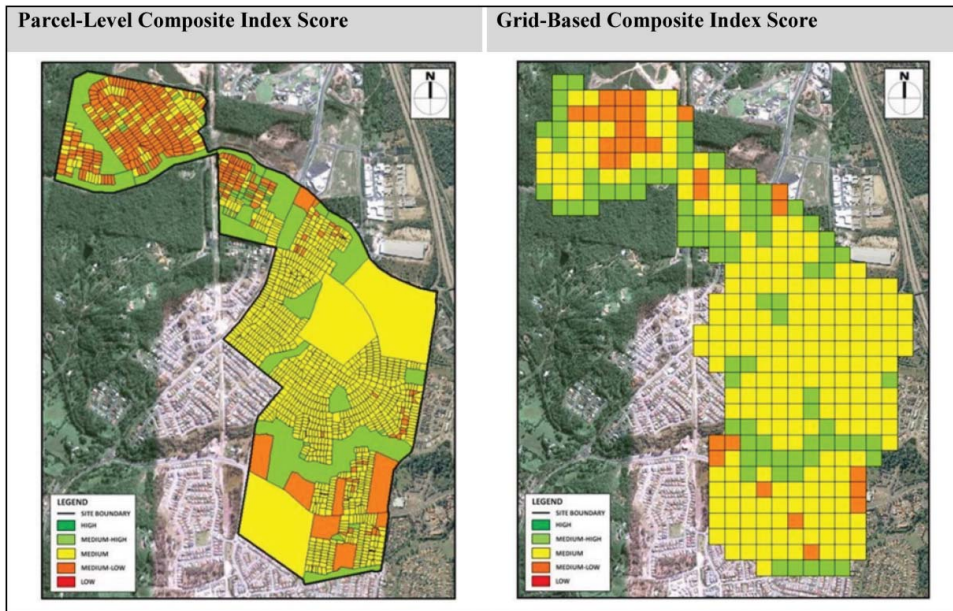 Parcel-Level Composite Index Score
Grid-Based Composite Index Score
N
LEGEND
SITE BOUNDARY
HIGH
MEDIUM-HIGH
MEDIUM
MEDIUM-LOW
LOW
N
LEGEND
SITE BOUNDARY
HIGH
MEDIUM-HIGH
MEDIUM
MEDIUM-LOW
LOW